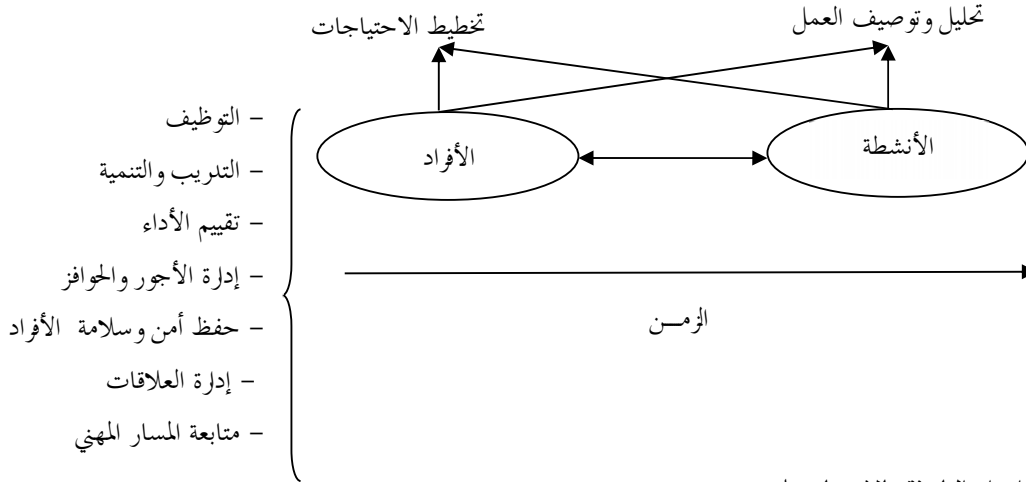 تحليل وتوصيف العمل
تخطيط الاحتياجات
الأنشطة
الأفراد
الزمـــن
– التوظيف
– التدريب والتنمية
– تقييم الأداء
– إدارة الأجور والحوافز
– حفظ أمن وسلامة الأفراد
– إدارة العلاقات
– متابعة المسار المهني